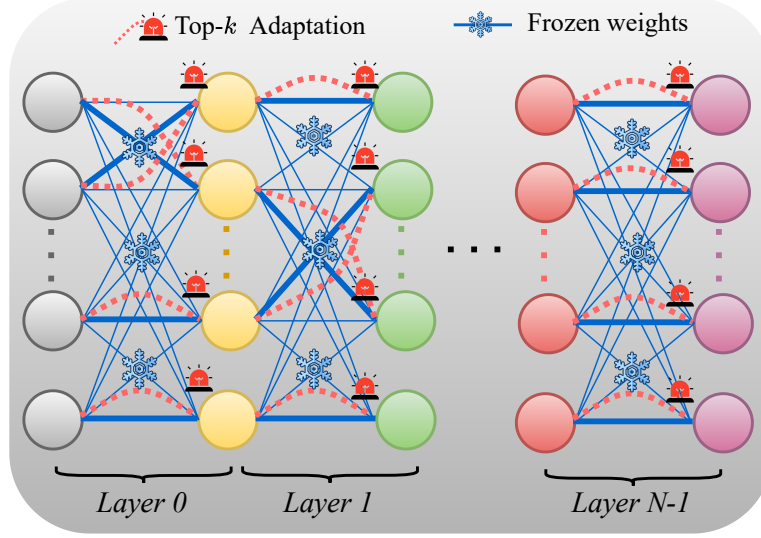 Top-k Adaptation
Frozen weights
Layer 0
Layer 1
Layer N-1